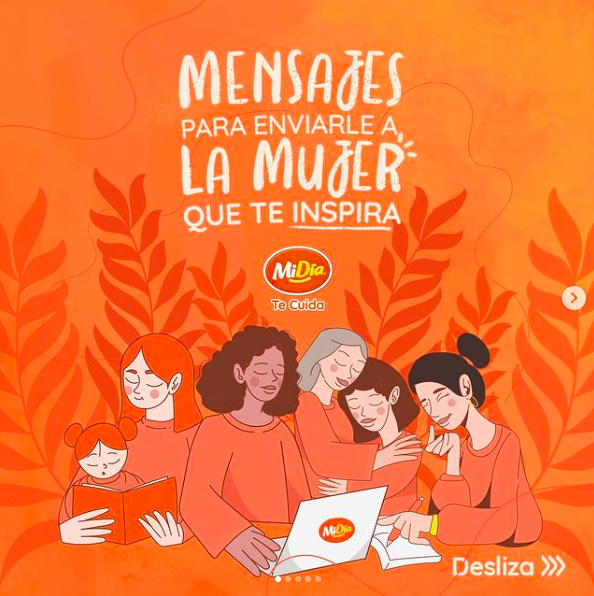 MENSAJES
PARA ENVIARLE A
LA MUJER
QUE TE INSPIRA
MiDía
Te Cuida
MiDía
Desliza